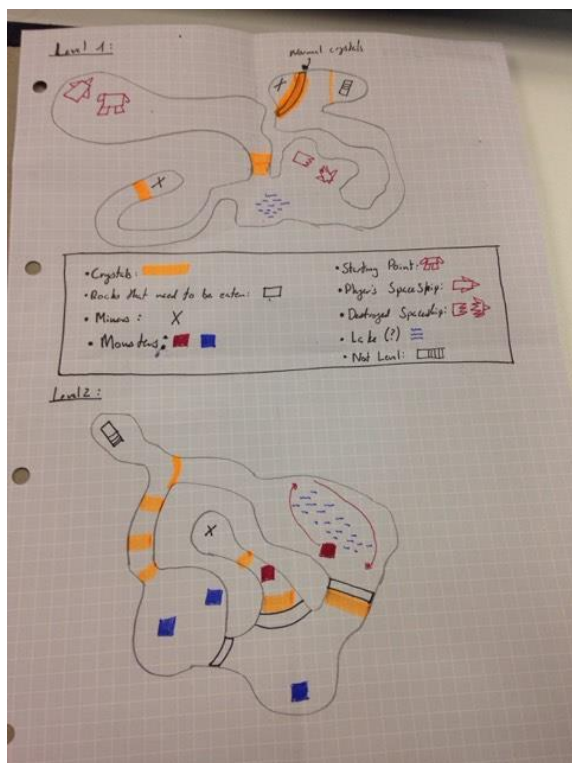 Level 1:
Normal crystals
X
X
• Crystals:
• Rocks that need to be eaten:
• Minions : X
• Monsters:
• Starting Point:
• Player's Spaceship:
• Destroyed Spaceship:
• Lake (?)
• Next Level:
Level 2:
X